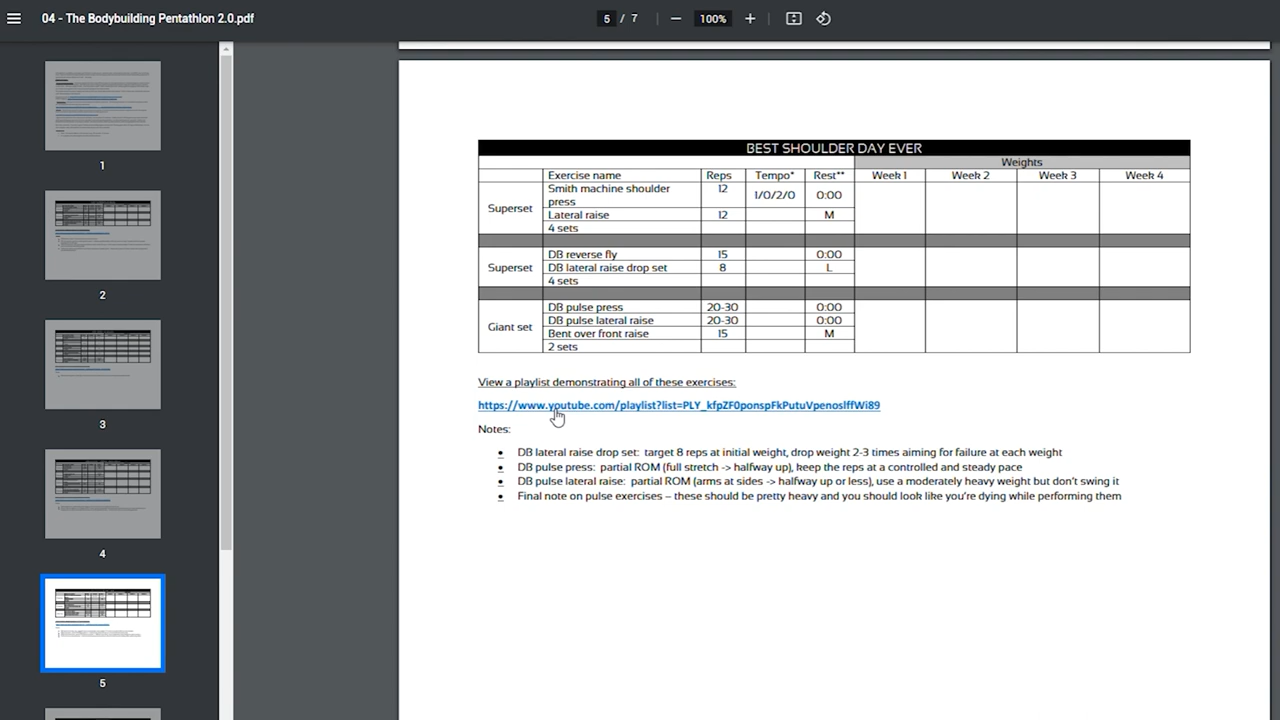 04 - The Bodybuilding Pentathlon 2.0.pdf
5 / 7
100%
1
2
3
4
5
BEST SHOULDER DAY EVER
Weights
Exercise name Reps Tempo* Rest** Week 1 Week 2 Week 3 Week 4
Superset
Smith machine shoulder press 12 1/0/2/0 0:00
Lateral raise 12 M
4 sets
Superset
DB reverse fly 15 0:00
DB lateral raise drop set 8 L
4 sets
Giant set
DB pulse press 20-30 0:00
DB pulse lateral raise 20-30 0:00
Bent over front raise 15 M
2 sets
View a playlist demonstrating all of these exercises:
https://www.youtube.com/playlist?list=PLY_kfpZF0ponspFkPutuVpenoslffWi89
Notes:
• DB lateral raise drop set: target 8 reps at initial weight, drop weight 2-3 times aiming for failure at each weight
• DB pulse press: partial ROM (full stretch -> halfway up), keep the reps at a controlled and steady pace
• DB pulse lateral raise: partial ROM (arms at sides -> halfway up or less), use a moderately heavy weight but don't swing it
• Final note on pulse exercises – these should be pretty heavy and you should look like you're dying while performing them